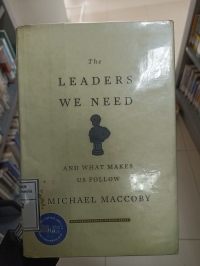 The
LEADERS
WE NEED
AND WHAT MAKES
US FOLLOW
MICHAEL MACCOBY